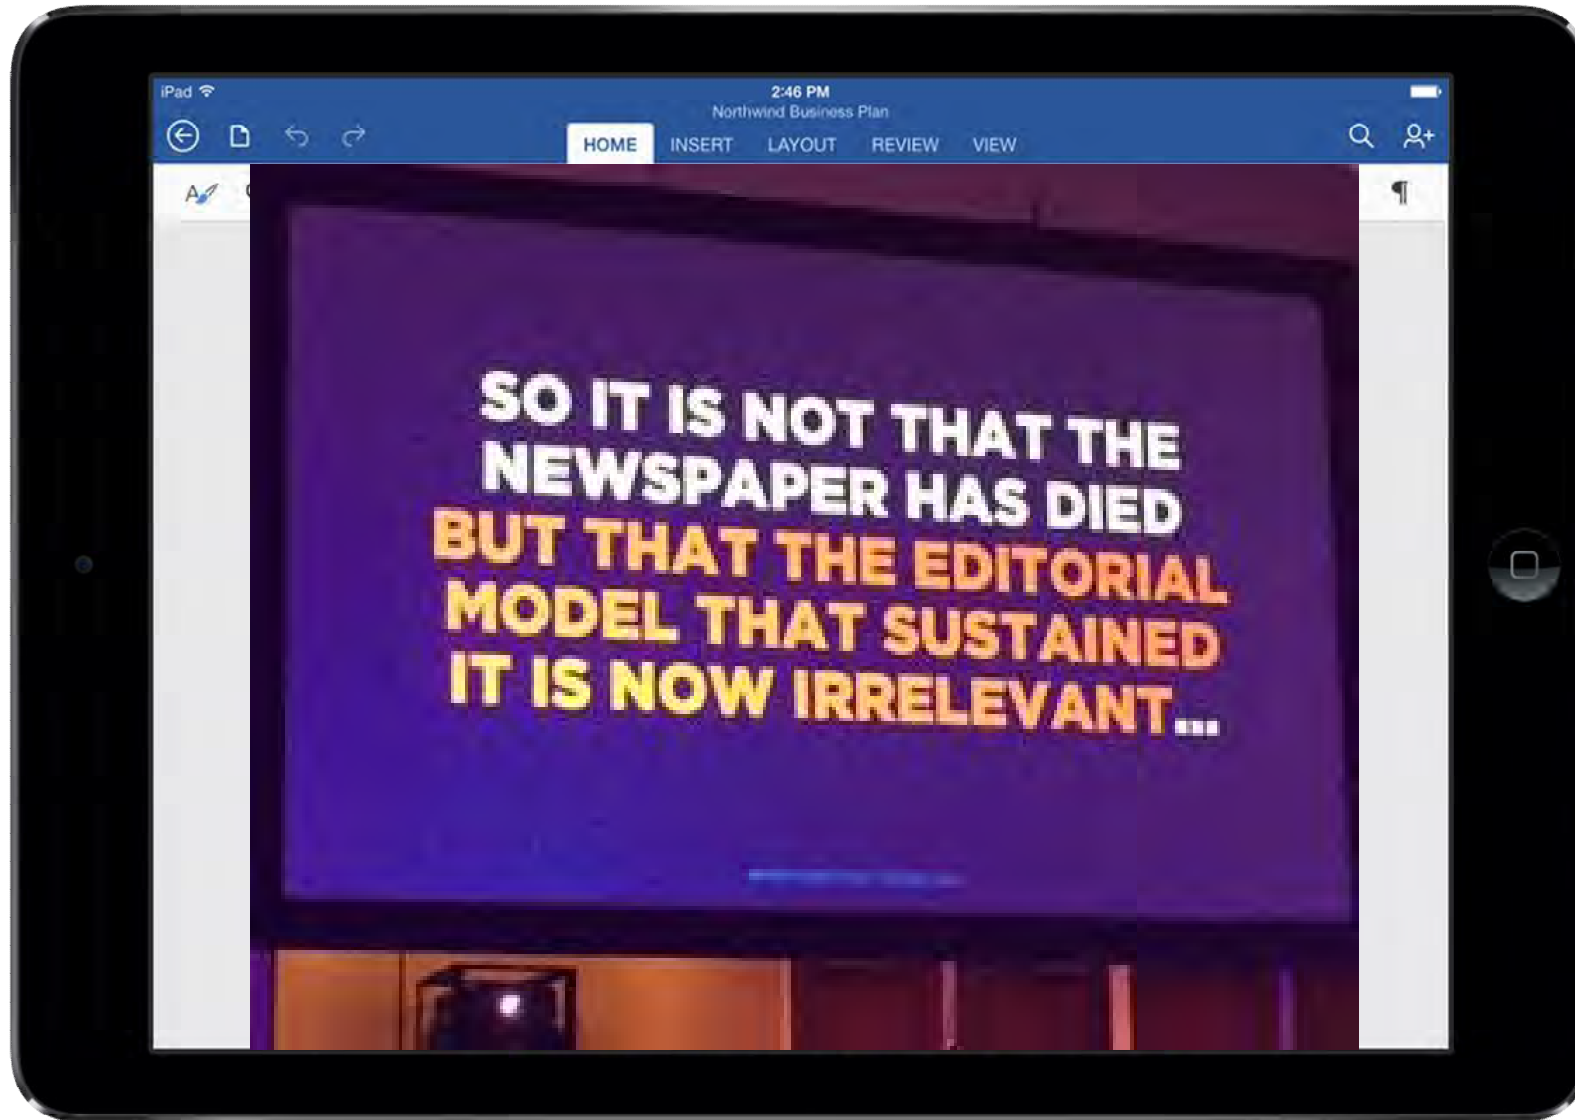 iPad
2:46 PM
Northwind Business Plan
HOME INSERT LAYOUT REVIEW VIEW
A ¶
SO IT IS NOT THAT THE
NEWSPAPER HAS DIED
BUT THAT THE EDITORIAL
MODEL THAT SUSTAINED
IT IS NOW IRRELEVANT...